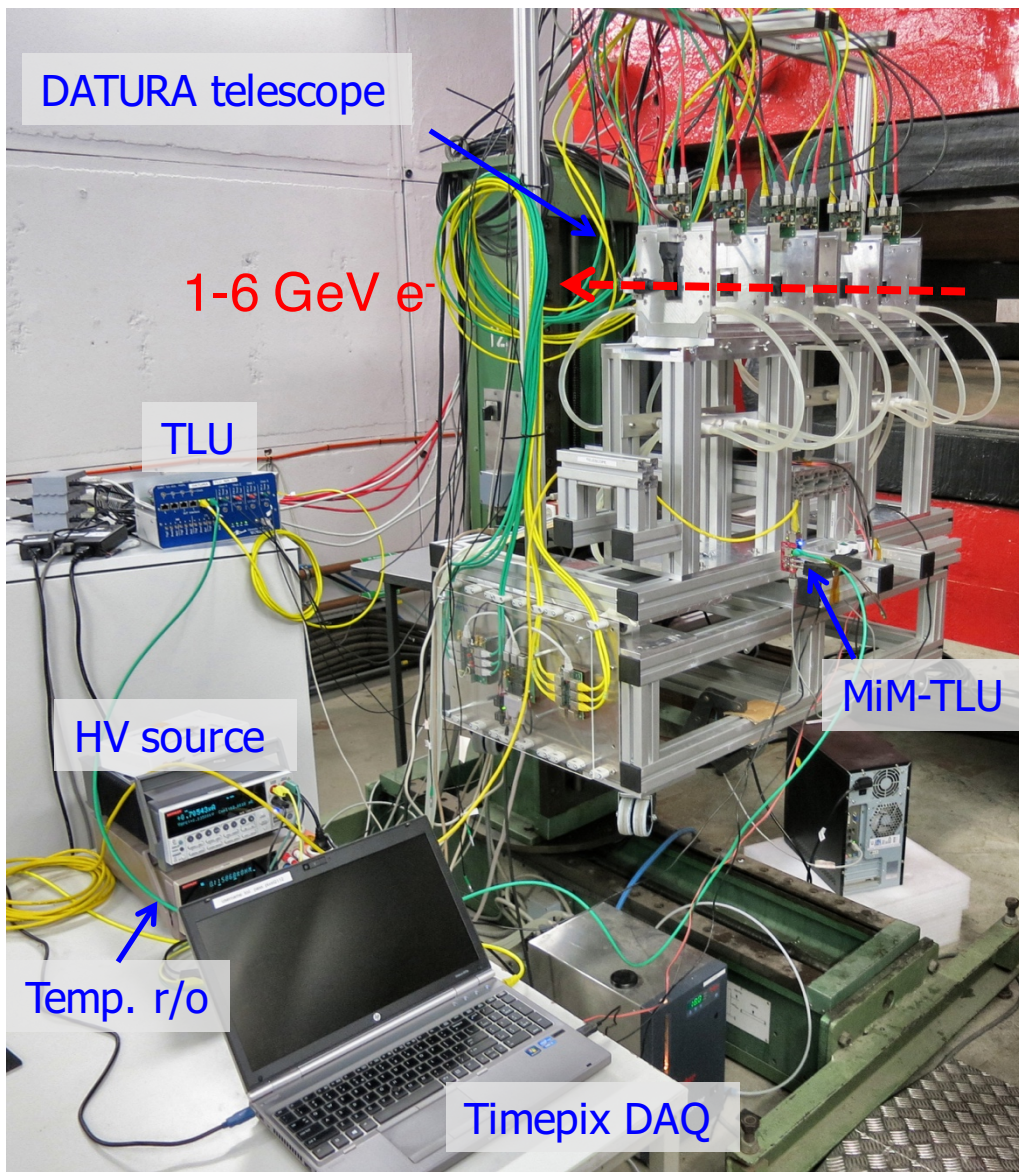 DATURA telescope
1-6 GeV e-
TLU
MiM-TLU
HV source
Temp. r/o
Timepix DAQ